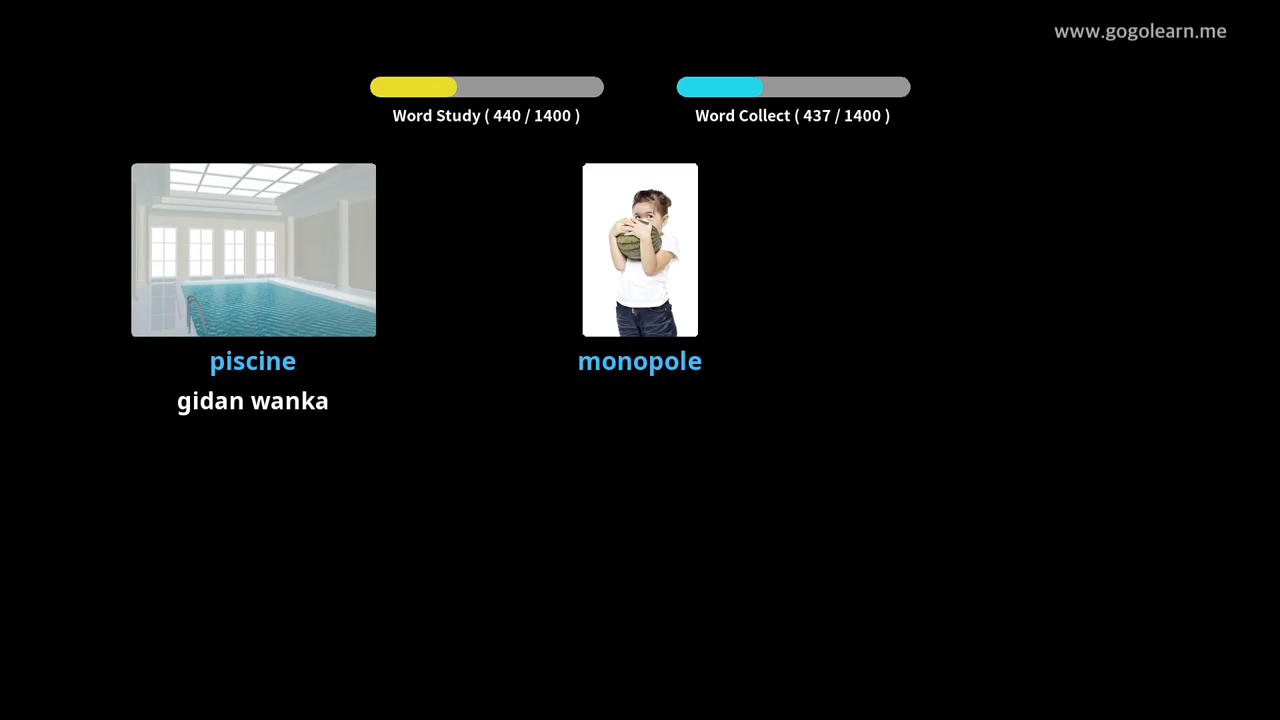 www.gogolearn.me
Word Study ( 440 / 1400 )
Word Collect ( 437 / 1400 )
piscine
gidan wanka
monopole